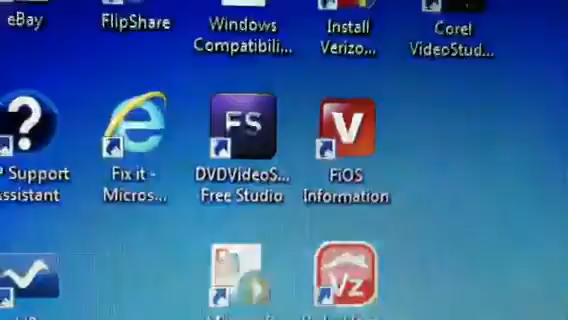 eBay
FlipShare
Windows
Compatibili...
Install
Verizo...
Corel
VideoStud...
?
FS
V
Support
ssistant
Fix it -
Micros...
DVDVideoS...
Free Studio
FiOS
Information
Vz